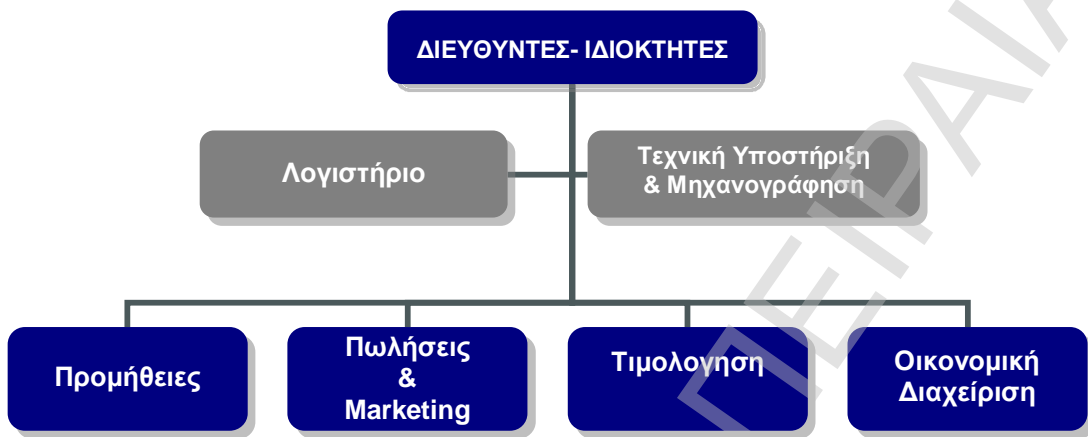 ΔΙΕΥΘΥΝΤΕΣ- ΙΔΙΟΚΤΗΤΕΣ
Λογιστήριο
Τεχνική Υποστήριξη
& Μηχανογράφηση
Προμήθειες
Πωλήσεις
&
Marketing
Τιμολογηση
Οικονομική
Διαχείριση